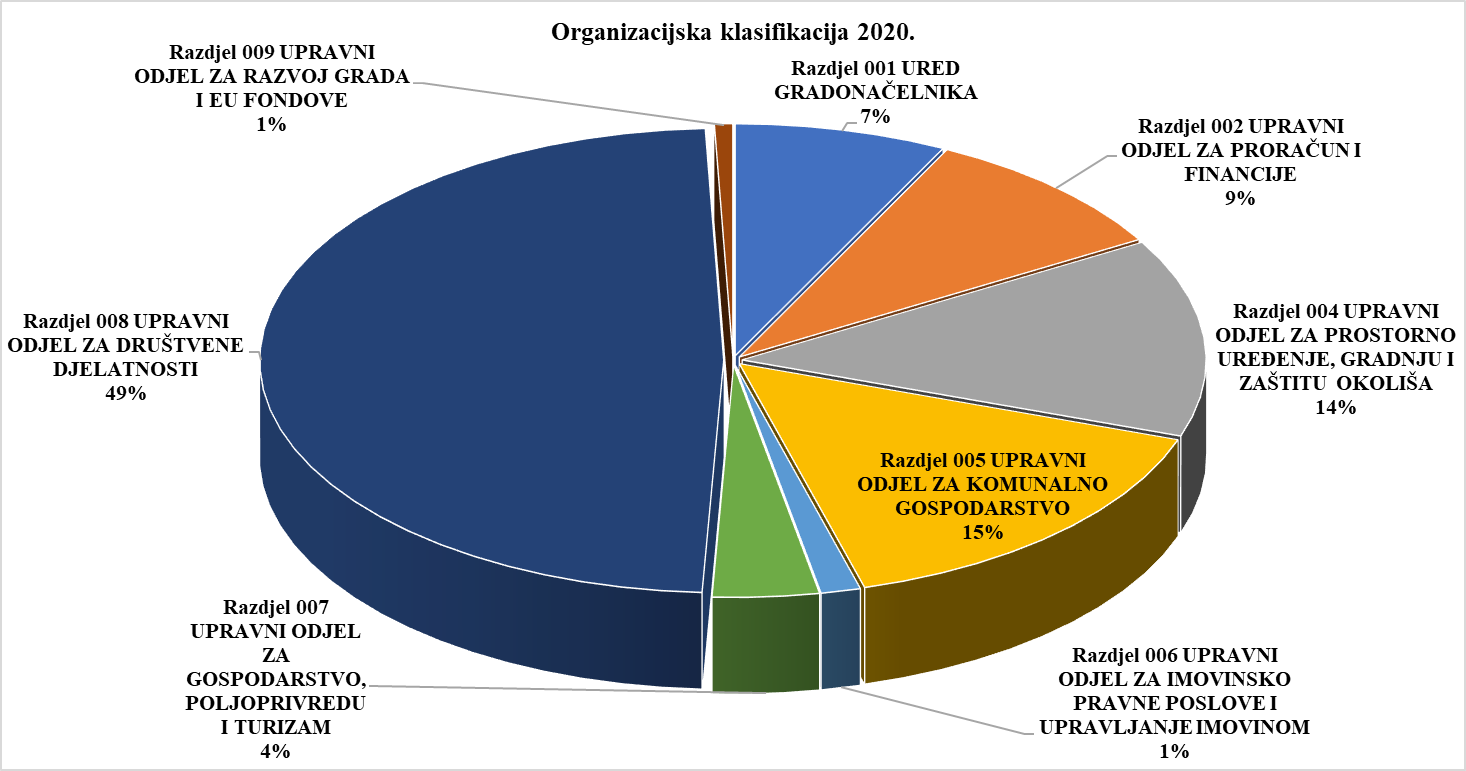 Organizacijska klasifikacija 2020.
Razdjel 009 UPRAVNI
ODJEL ZA RAZVOJ GRADA
I EU FONDOVE
1%
Razdjel 001 URED
GRADONAČELNIKA
7%
Razdjel 002 UPRAVNI
ODJEL ZA PRORAČUN I
FINANCIJE
9%
Razdjel 004 UPRAVNI
ODJEL ZA PROSTORNO
UREĐENJE, GRADNJU I
ZAŠTITU OKOLIŠA
14%
Razdjel 008 UPRAVNI
ODJEL ZA DRUŠTVENE
DJELATNOSTI
49%
Razdjel 005 UPRAVNI
ODJEL ZA KOMUNALNO
GOSPODARSTVO
15%
Razdjel 007
UPRAVNI ODJEL
ZA
GOSPODARSTVO,
POLJOPRIVREDU
I TURIZAM
4%
Razdjel 006 UPRAVNI
ODJEL ZA IMOVINSKO
PRAVNE POSLOVE I
UPRAVLJANJE IMOVINOM
1%